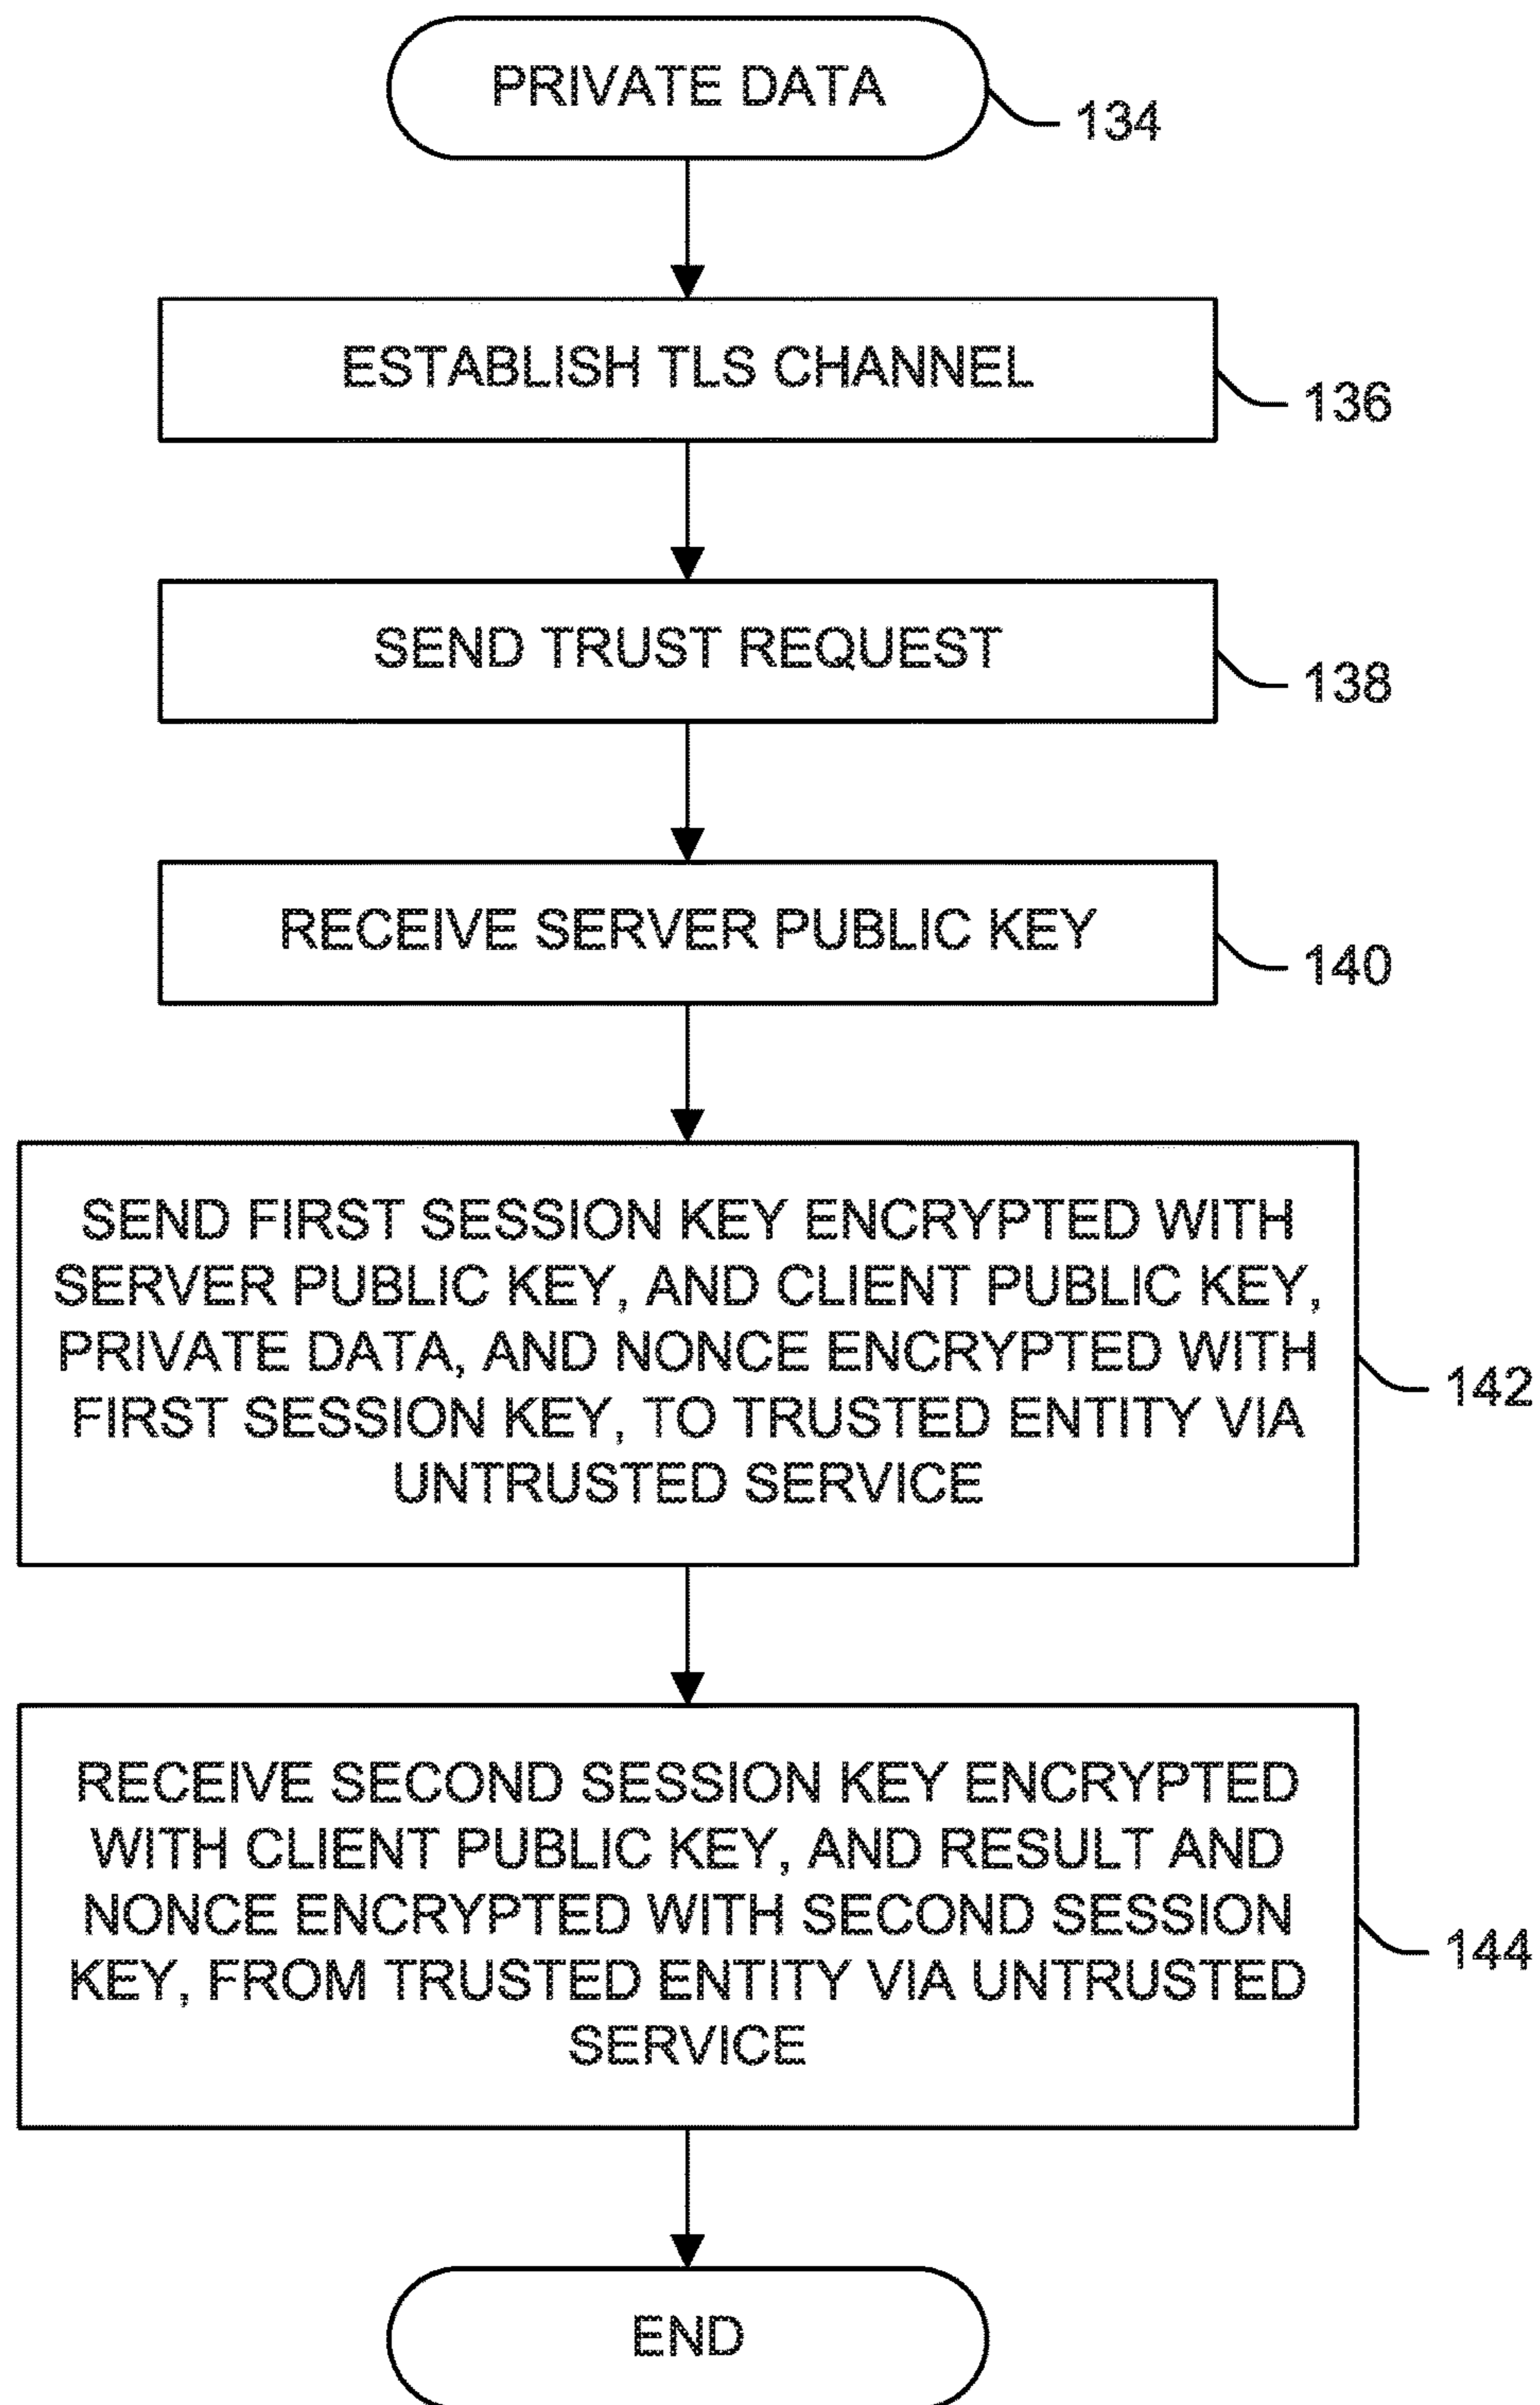 PRIVATE DATA
134
ESTABLISH TLS CHANNEL
136
SEND TRUST REQUEST
138
RECEIVE SERVER PUBLIC KEY
140
SEND FIRST SESSION KEY ENCRYPTED WITH
SERVER PUBLIC KEY, AND CLIENT PUBLIC KEY,
PRIVATE DATA, AND NONCE ENCRYPTED WITH
FIRST SESSION KEY, TO TRUSTED ENTITY VIA
UNTRUSTED SERVICE
142
RECEIVE SECOND SESSION KEY ENCRYPTED
WITH CLIENT PUBLIC KEY, AND RESULT AND
NONCE ENCRYPTED WITH SECOND SESSION
KEY, FROM TRUSTED ENTITY VIA UNTRUSTED
SERVICE
144
END